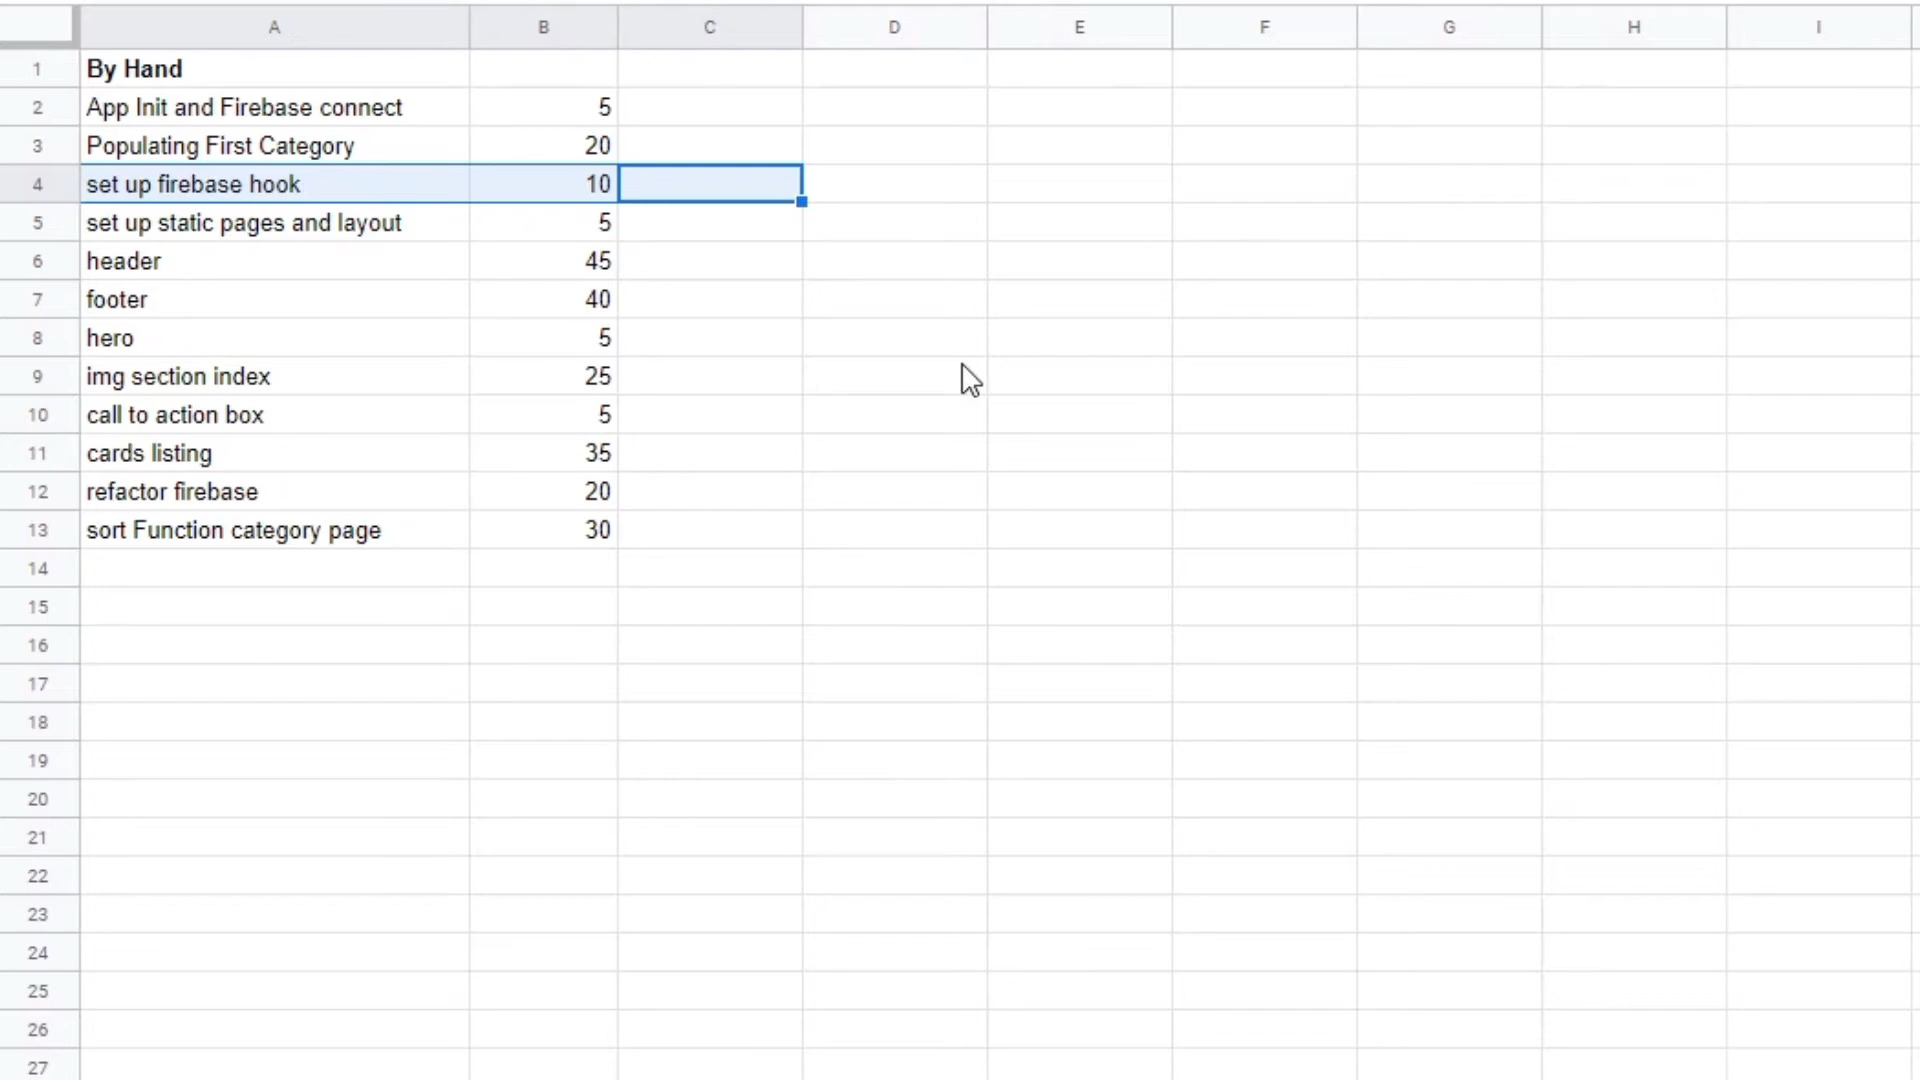 A B C D E F G H I
1 By Hand
2 App Init and Firebase connect 5
3 Populating First Category 20
4 set up firebase hook 10
5 set up static pages and layout 5
6 header 45
7 footer 40
8 hero 5
9 img section index 25
10 call to action box 5
11 cards listing 35
12 refactor firebase 20
13 sort Function category page 30
14
15
16
17
18
19
20
21
22
23
24
25
26
27